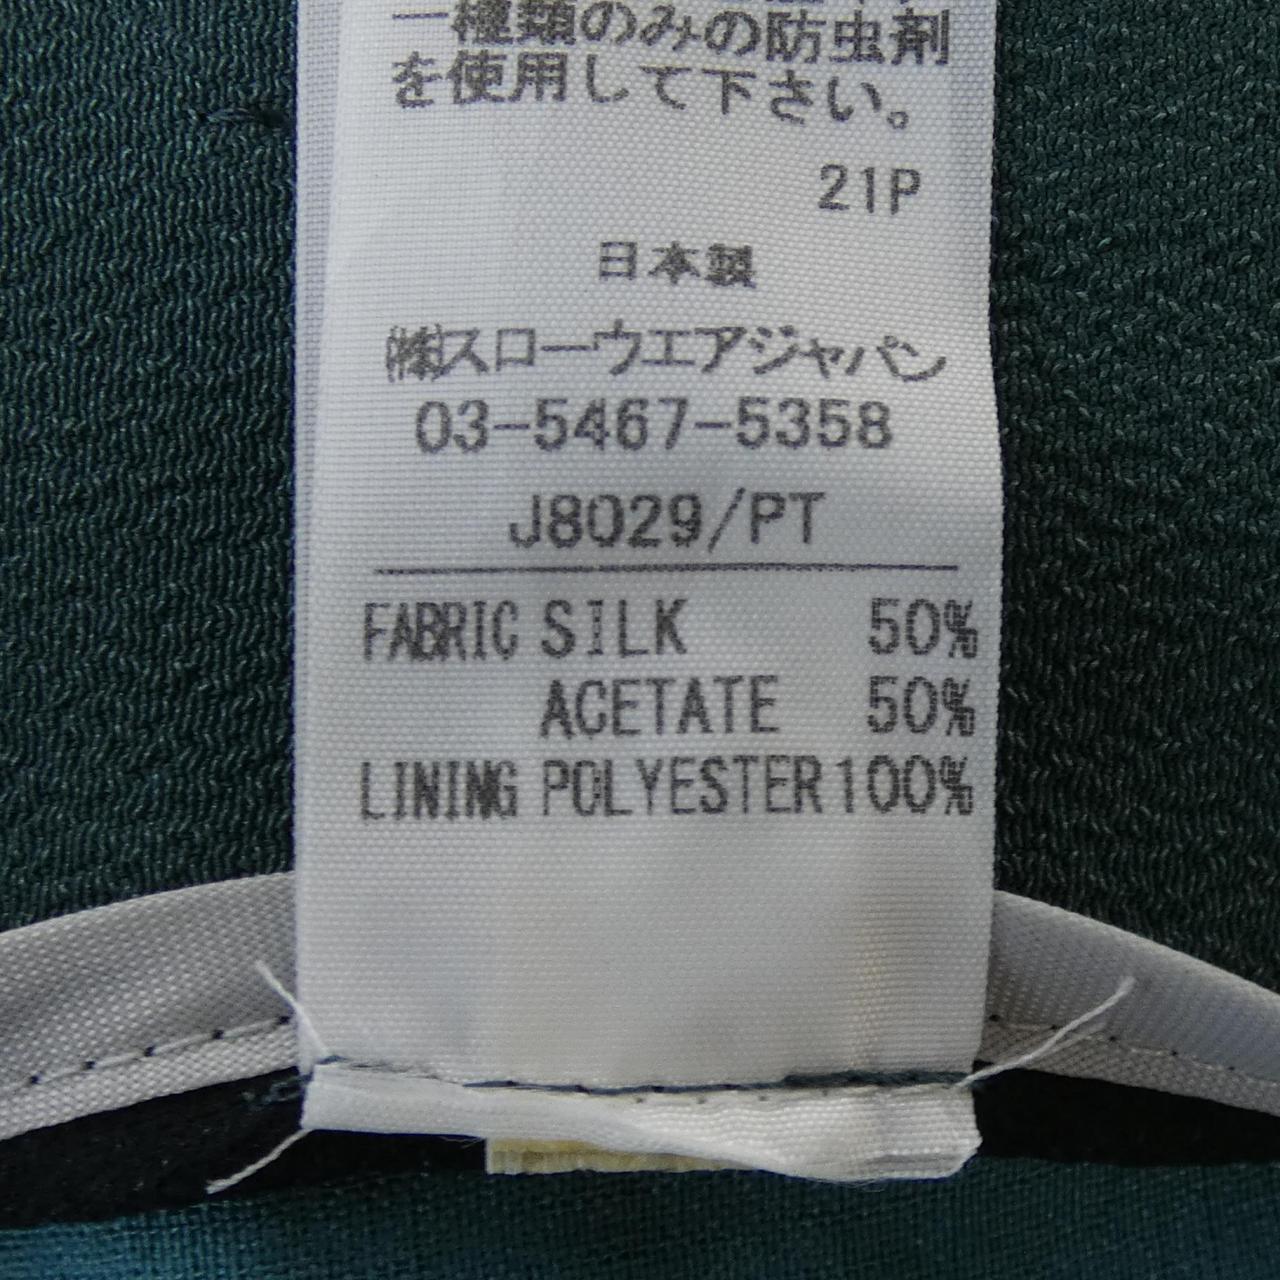 一種類のみの防虫剤
を使用して下さい。
21P
日本製
㈱スローウエアジャパン
03-5467-5358
J8029/PT
FABRIC SILK 50%
ACETATE 50%
LINING POLYESTER 100%